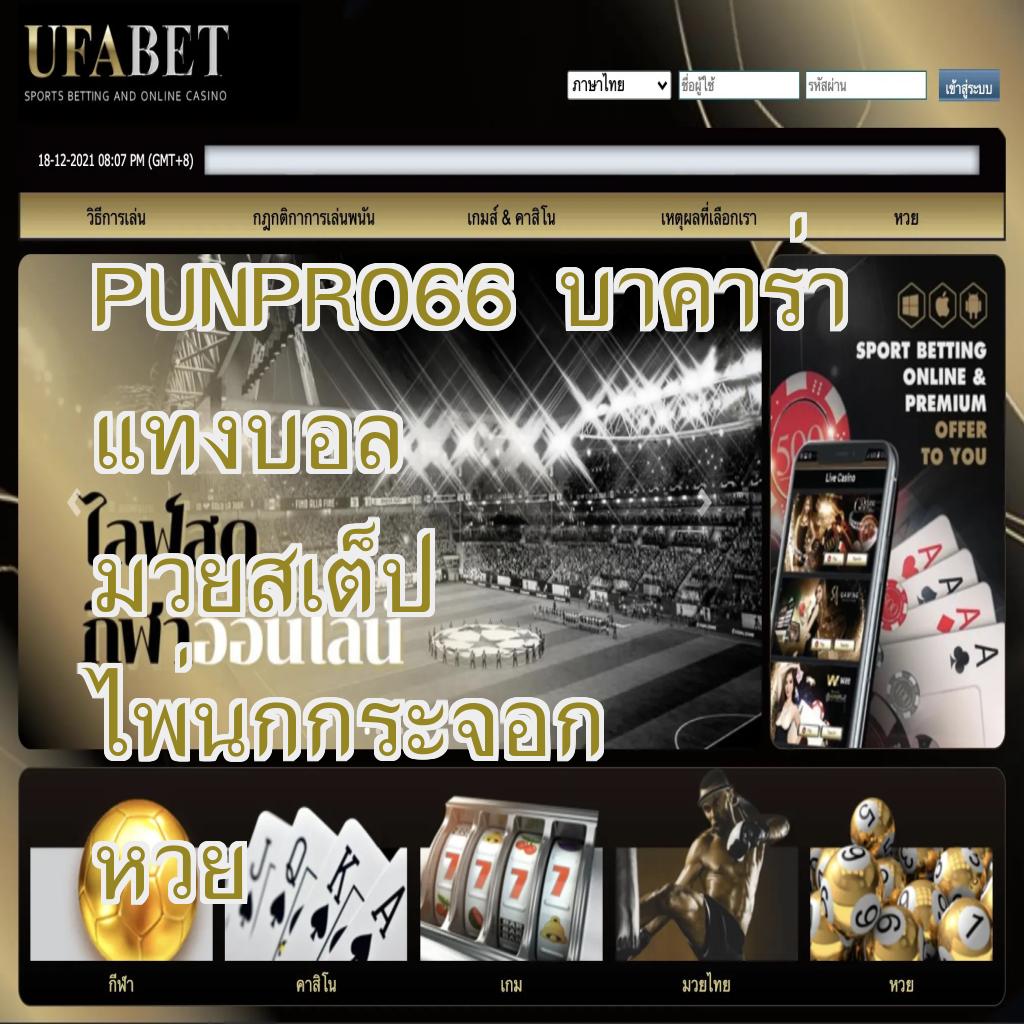 UFABET
SPORTS BETTING AND ONLINE CASINO
ภาษาไทย
ชื่อผู้ใช้
รหัสผ่าน
เข้าสู่ระบบ
18-12-2021 08:07 PM (GMT+8)
วิธีการเล่น
กฎกติกาการเล่นพนัน
เกมส์ & คาสิโน
เหตุผลที่เลือกเรา
หวย
PUNPRO66 บาคาร่า
แทงบอล
ไลฟ์สด
มวยสเต็ป
กีฬาออนไลน์
ไพ่นกกระจอก
หวย
SPORT BETTING
ONLINE &
PREMIUM
OFFER
TO YOU
Live Casino
กีฬา
คาสิโน
เกม
มวยไทย
หวย